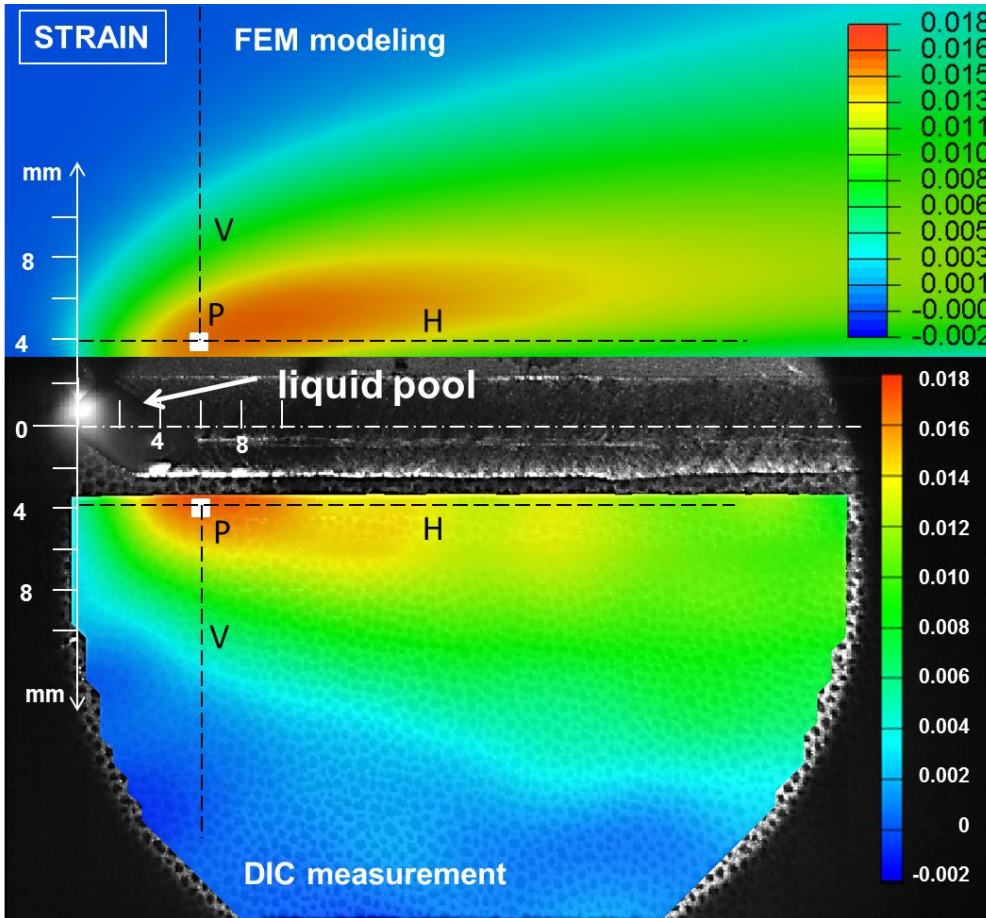 STRAIN
FEM modeling
0.018
0.016
0.015
0.013
0.011
0.010
0.008
0.006
0.005
0.003
0.001
-0.000
-0.002
mm
V
8
P
H
4
liquid pool
0
4
8
4
P
H
8
V
mm
DIC measurement
0.018
0.016
0.014
0.012
0.010
0.008
0.006
0.004
0.002
0
-0.002